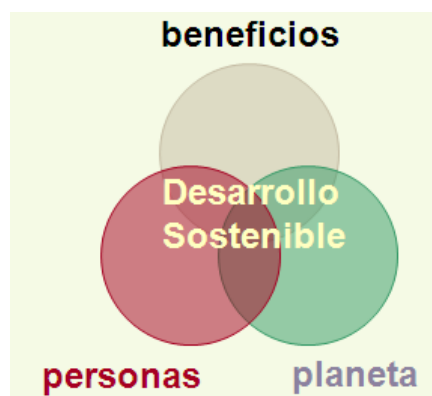 beneficios
Desarrollo
Sostenible
personas
planeta